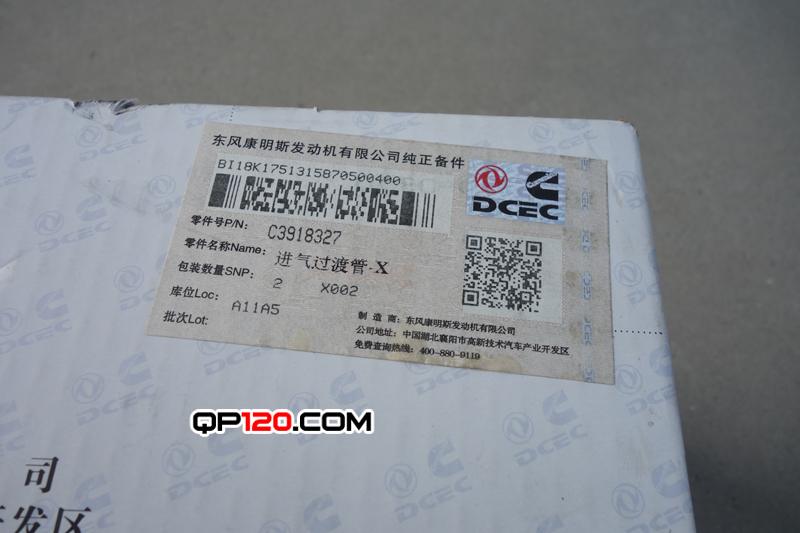 东风康明斯发动机有限公司纯正备件
BI18K1751315870500400
DCEC
零件号P/N: C3918327
零件名称Name: 进气过渡管-X
包装数量SNP: 2 X002
库位Loc: A11A5
批次Lot:
制 造 商: 东风康明斯发动机有限公司
公司地址: 中国湖北襄阳市高新技术汽车产业开发区
免费查询热线: 400-880-9119
QP120.COM
司
开发区
DCEC
DCEC
DCEC
DCEC